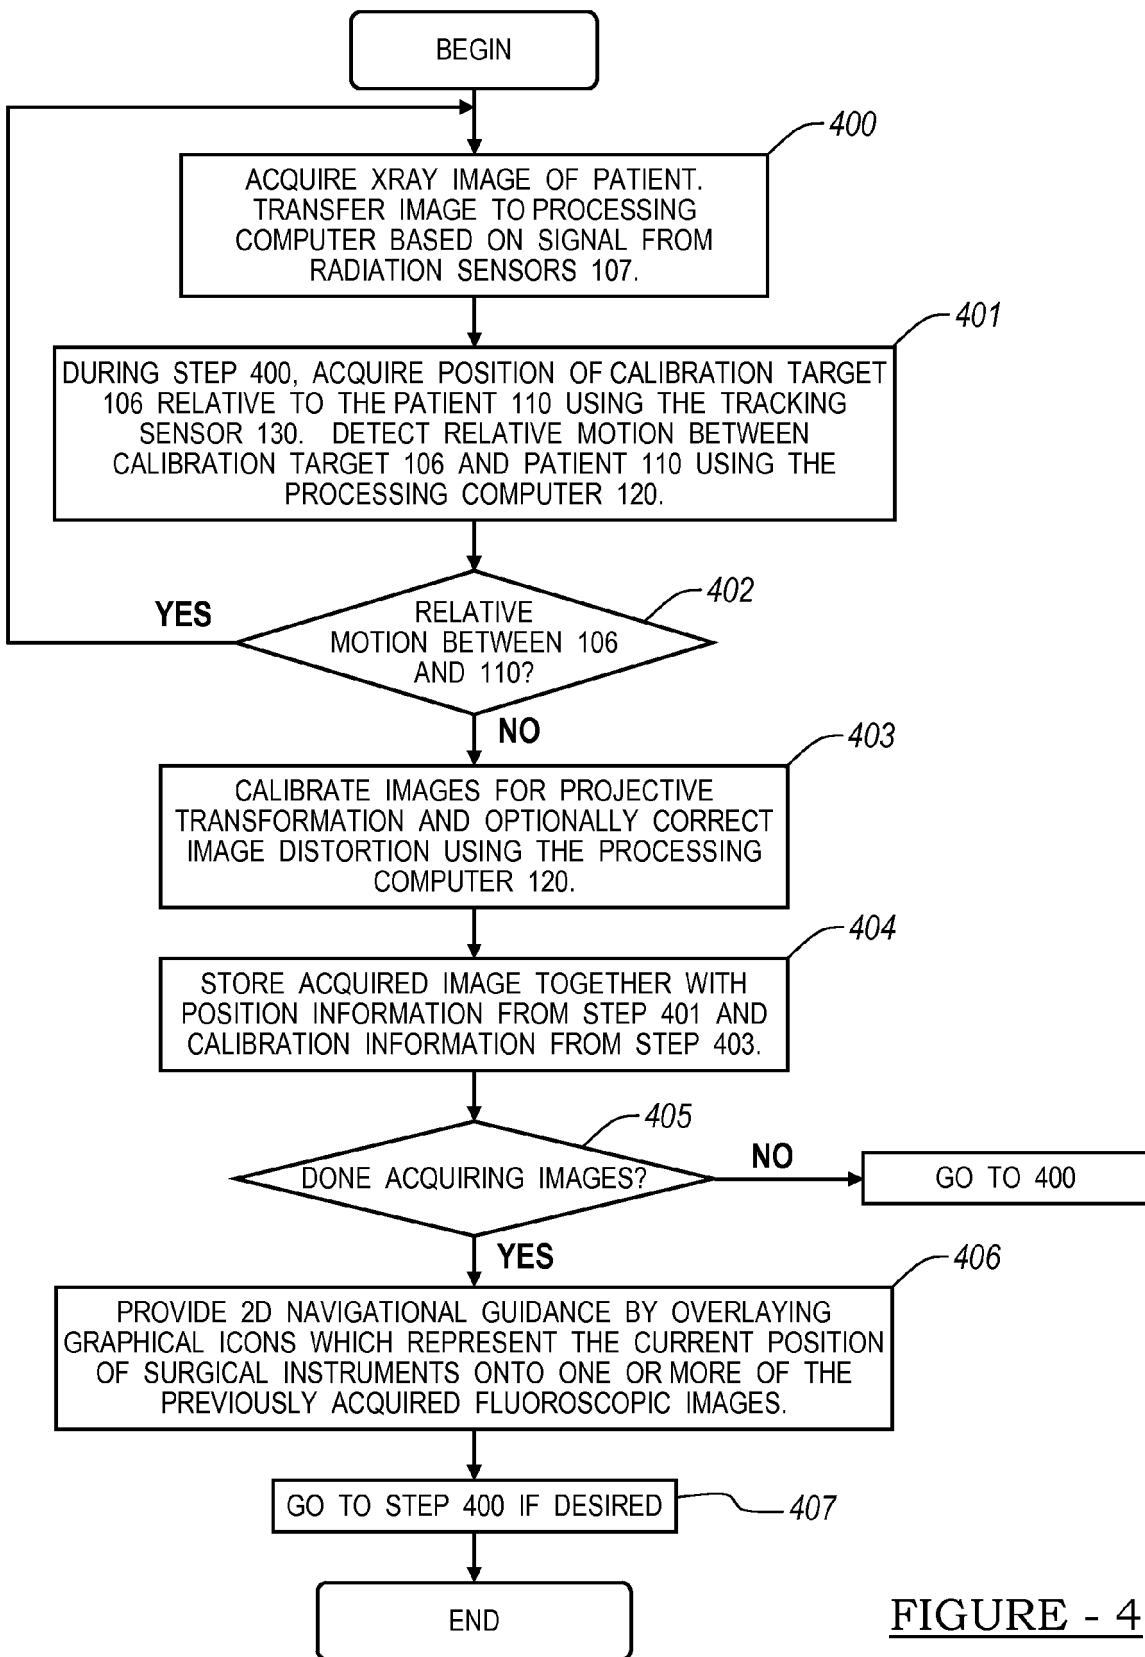 BEGIN
400
ACQUIRE XRAY IMAGE OF PATIENT.
TRANSFER IMAGE TO PROCESSING
COMPUTER BASED ON SIGNAL FROM
RADIATION SENSORS 107.
401
DURING STEP 400, ACQUIRE POSITION OF CALIBRATION TARGET
106 RELATIVE TO THE PATIENT 110 USING THE TRACKING
SENSOR 130. DETECT RELATIVE MOTION BETWEEN
CALIBRATION TARGET 106 AND PATIENT 110 USING THE
PROCESSING COMPUTER 120.
402
YES
RELATIVE
MOTION BETWEEN 106
AND 110?
NO
403
CALIBRATE IMAGES FOR PROJECTIVE
TRANSFORMATION AND OPTIONALLY CORRECT
IMAGE DISTORTION USING THE PROCESSING
COMPUTER 120.
404
STORE ACQUIRED IMAGE TOGETHER WITH
POSITION INFORMATION FROM STEP 401 AND
CALIBRATION INFORMATION FROM STEP 403.
405
DONE ACQUIRING IMAGES?
NO
GO TO 400
YES
406
PROVIDE 2D NAVIGATIONAL GUIDANCE BY OVERLAYING
GRAPHICAL ICONS WHICH REPRESENT THE CURRENT POSITION
OF SURGICAL INSTRUMENTS ONTO ONE OR MORE OF THE
PREVIOUSLY ACQUIRED FLUOROSCOPIC IMAGES.
GO TO STEP 400 IF DESIRED
407
END
FIGURE - 4